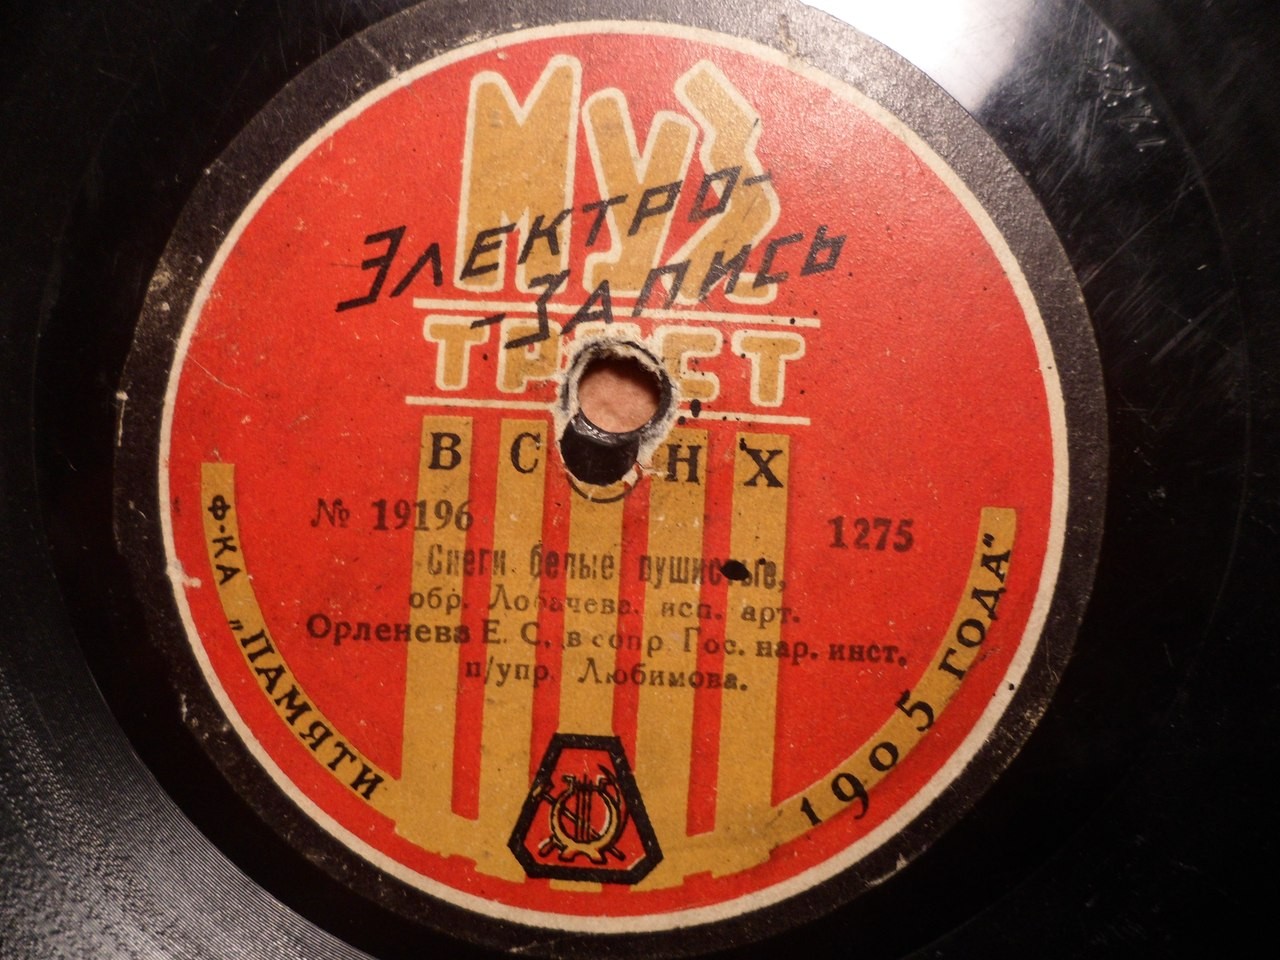 МУЗ
ЭЛЕКТРО-
-ЗАПИСЬ
ТРЕСТ
ВСНХ
№ 19196
1275
Снеги белые пушистые,
обр. Лобачева, исп. арт.
Орленева Е. С. в сопр. Гос. нар. инст.
п/упр. Любимова.
Ф-КА „ПАМЯТИ 1905 ГОДА“